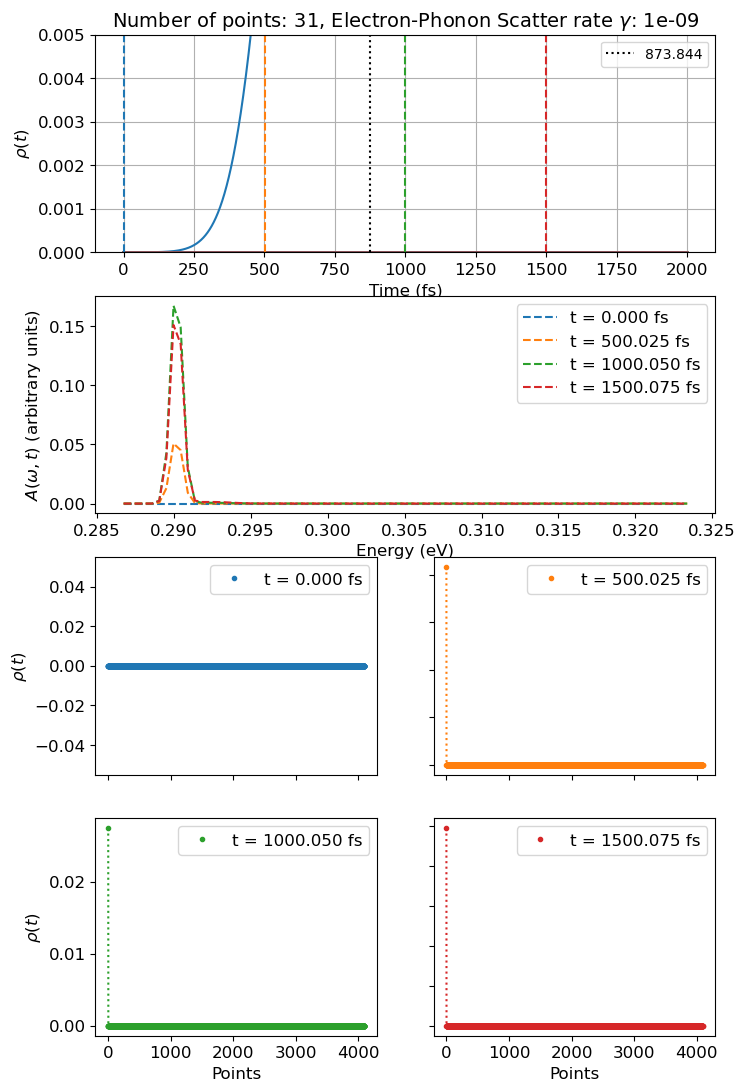 Number of points: 31, Electron-Phonon Scatter rate γ: 1e-09
0.005
0.004
0.003
0.002
0.001
0.000
ρ(t)
873.844
0 250 500 750 1000 1250 1500 1750 2000
Time (fs)
0.15
0.10
0.05
0.00
A(ω, t) (arbitrary units)
t = 0.000 fs
t = 500.025 fs
t = 1000.050 fs
t = 1500.075 fs
0.285 0.290 0.295 0.300 0.305 0.310 0.315 0.320 0.325
Energy (eV)
0.04
0.02
0.00
−0.02
−0.04
ρ(t)
t = 0.000 fs
t = 500.025 fs
0.02
0.01
0.00
ρ(t)
t = 1000.050 fs
0 1000 2000 3000 4000
Points
t = 1500.075 fs
0 1000 2000 3000 4000
Points